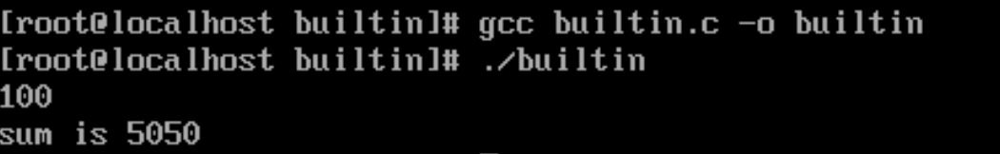 [root@localhost builtin]# gcc builtin.c -o builtin
[root@localhost builtin]# ./builtin
100
sum is 5050